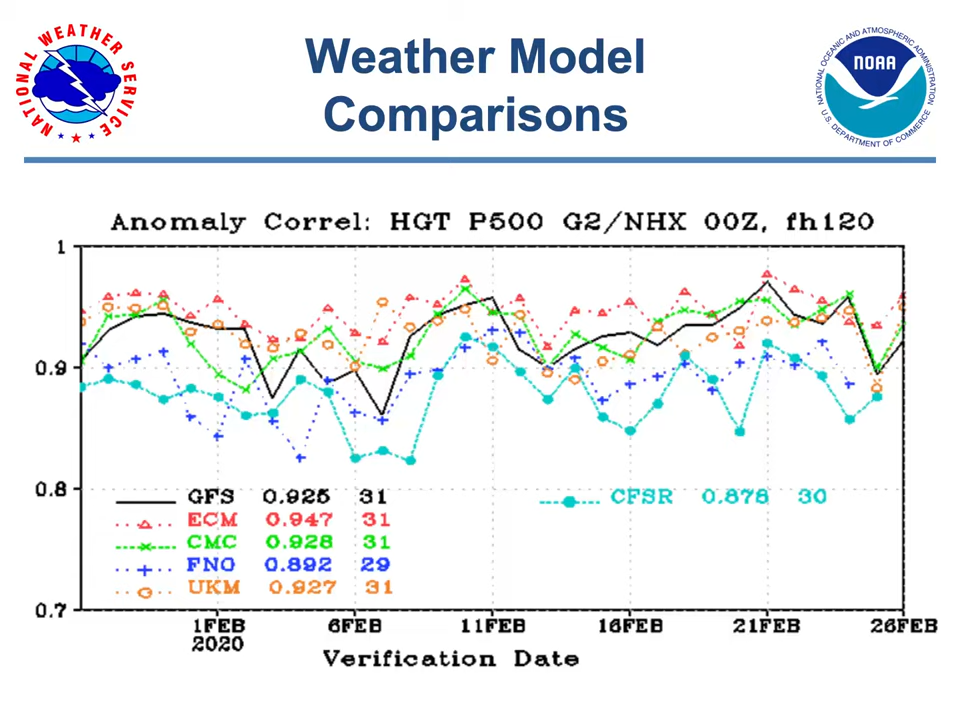 NATIONAL WEATHER SERVICE
Weather Model
Comparisons
NATIONAL OCEANIC AND ATMOSPHERIC ADMINISTRATION
NOAA
U.S. DEPARTMENT OF COMMERCE
Anomaly Correl: HGT P500 G2/NHX 00Z, fh120
1
0.9
0.8
0.7
GFS 0.925 31
ECM 0.947 31
CMC 0.928 31
FNO 0.892 29
UKM 0.927 31
CFSR 0.878 30
1FEB 6FEB 11FEB 16FEB 21FEB 26FEB
2020
Verification Date